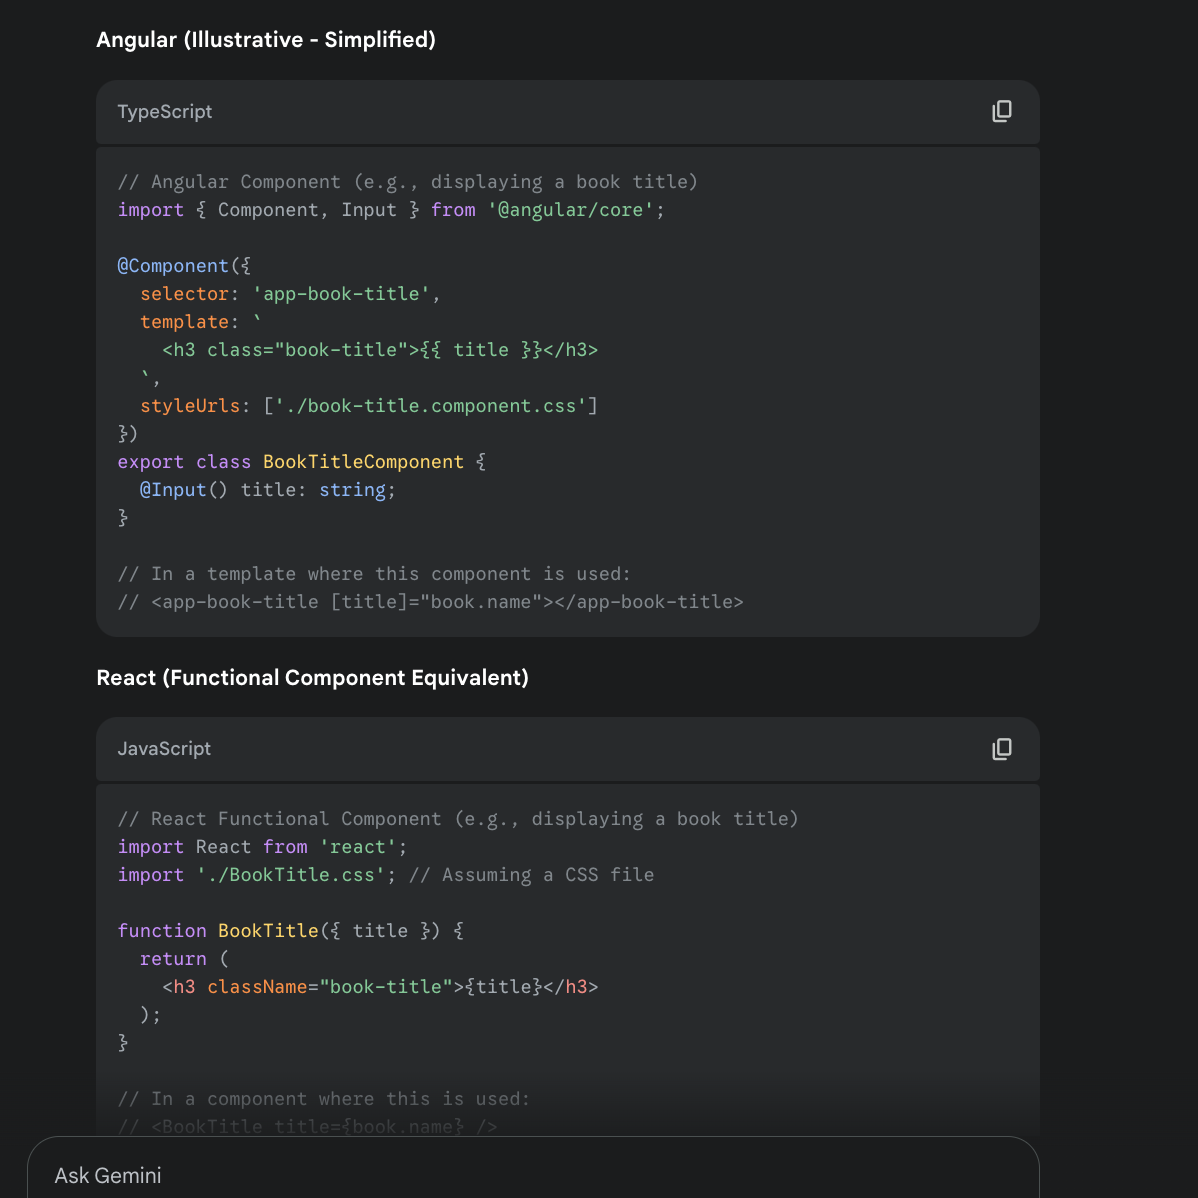 Angular (Illustrative - Simplified)
TypeScript
// Angular Component (e.g., displaying a book title)
import { Component, Input } from '@angular/core';
@Component({
  selector: 'app-book-title',
  template: `
    <h3 class="book-title">{{ title }}</h3>
  `,
  styleUrls: ['./book-title.component.css']
})
export class BookTitleComponent {
  @Input() title: string;
}
// In a template where this component is used:
// <app-book-title [title]="book.name"></app-book-title>
React (Functional Component Equivalent)
JavaScript
// React Functional Component (e.g., displaying a book title)
import React from 'react';
import './BookTitle.css'; // Assuming a CSS file
function BookTitle({ title }) {
  return (
    <h3 className="book-title">{title}</h3>
  );
}
// In a component where this is used:
// <BookTitle title={book.name} />
Ask Gemini